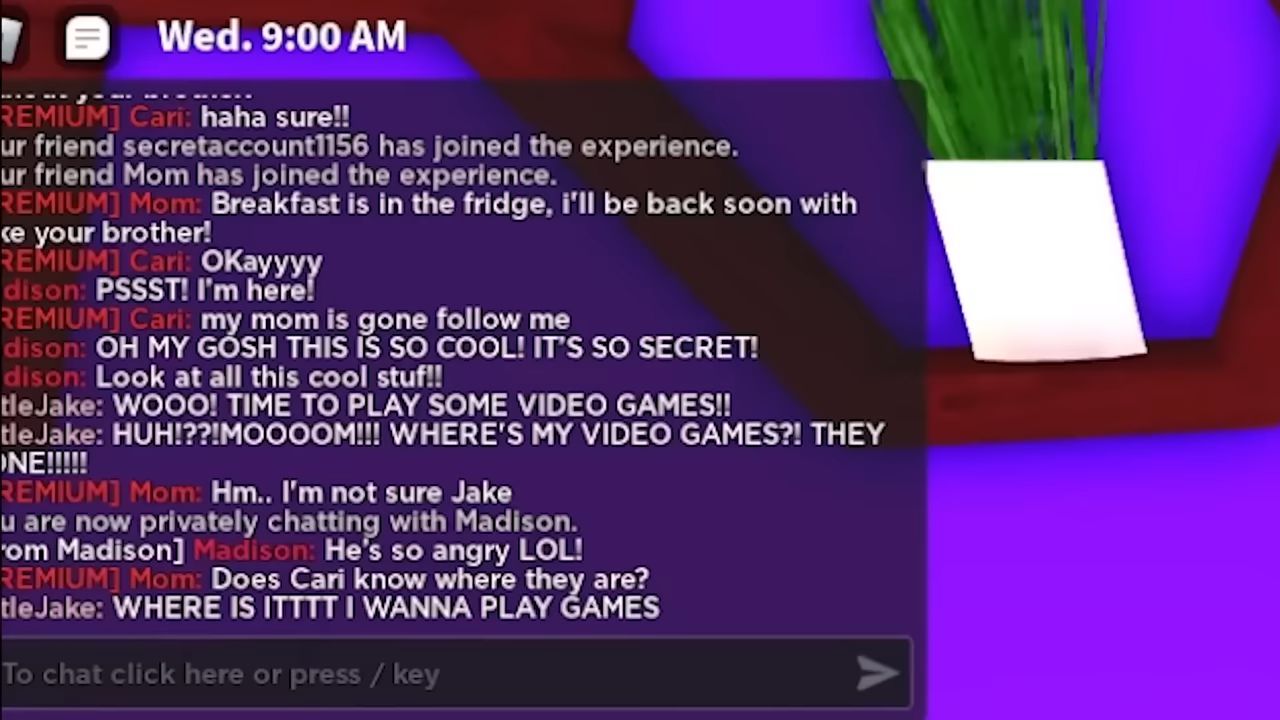 Wed. 9:00 AM
REMIUM] Cari: haha sure!!
ur friend secretaccount1156 has joined the experience.
ur friend Mom has joined the experience.
REMIUM] Mom: Breakfast is in the fridge, i'll be back soon with
ke your brother!
REMIUM] Cari: OKayyyy
dison: PSSST! I'm here!
REMIUM] Cari: my mom is gone follow me
dison: OH MY GOSH THIS IS SO COOL! IT'S SO SECRET!
dison: Look at all this cool stuf!!
tleJake: WOOO! TIME TO PLAY SOME VIDEO GAMES!!
tleJake: HUH!??!MOOOOM!!! WHERE'S MY VIDEO GAMES?! THEY
ONE!!!!!
REMIUM] Mom: Hm.. I'm not sure Jake
u are now privately chatting with Madison.
rom Madison] Madison: He's so angry LOL!
REMIUM] Mom: Does Cari know where they are?
tleJake: WHERE IS ITTTT I WANNA PLAY GAMES
To chat click here or press / key